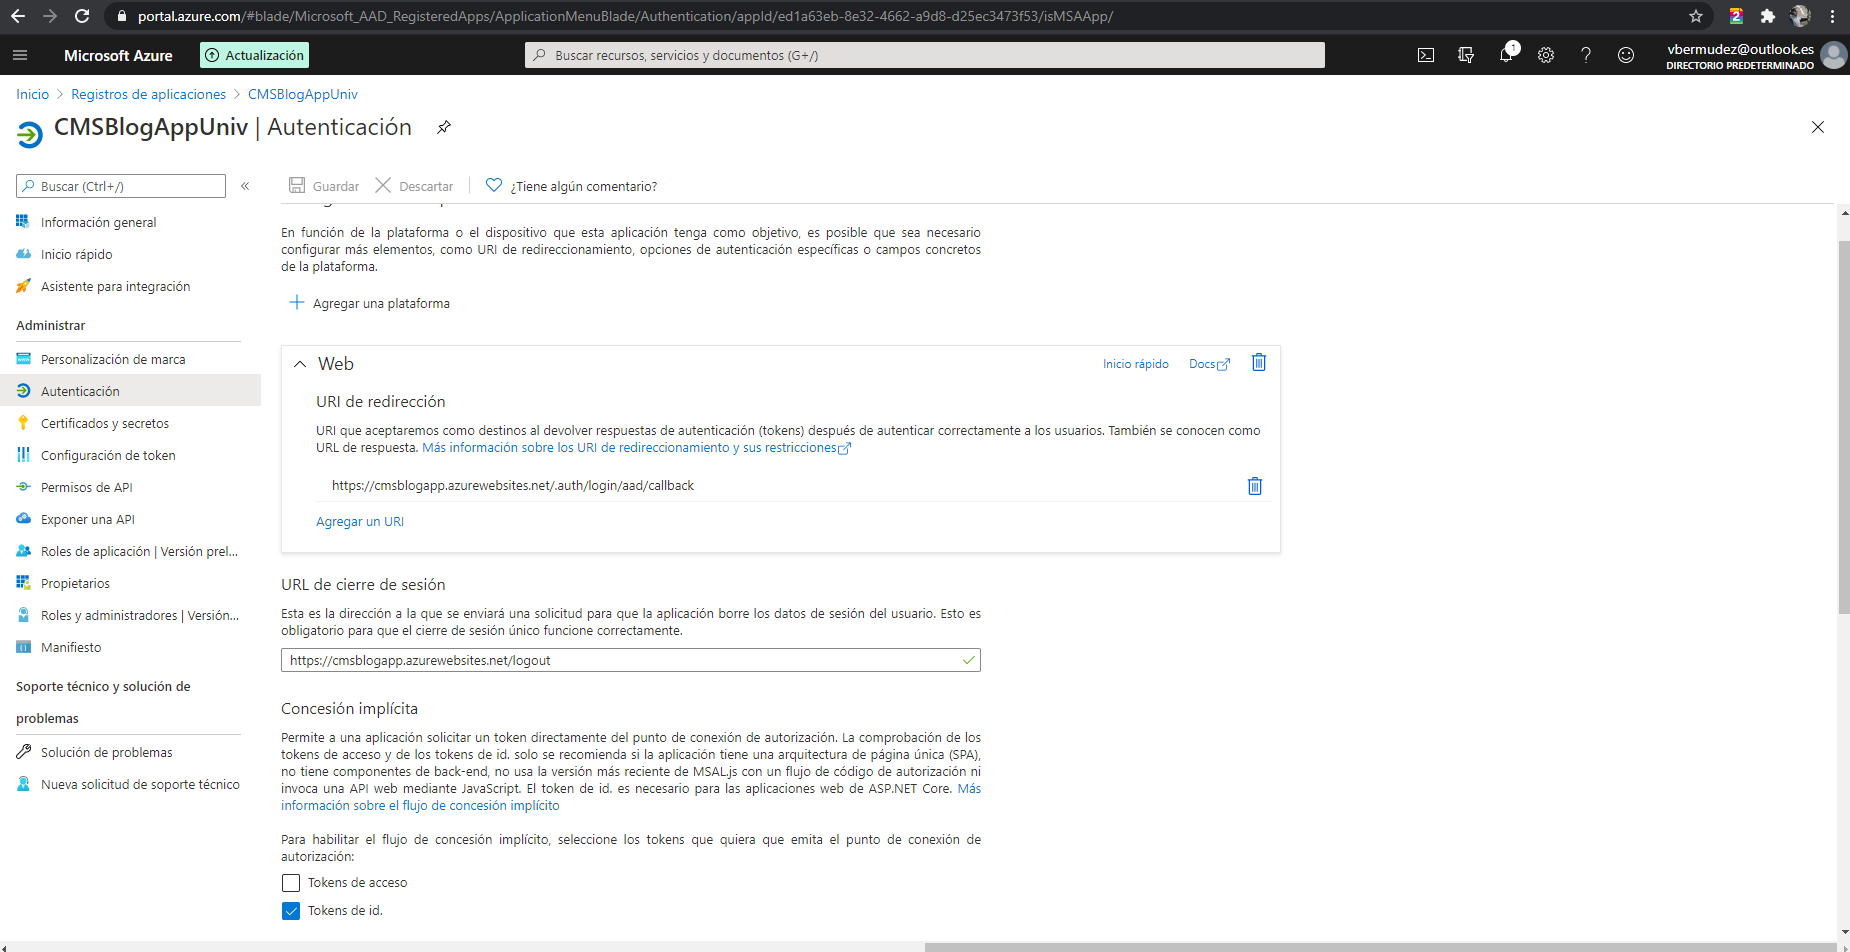 portal.azure.com/#blade/Microsoft_AAD_RegisteredApps/ApplicationMenuBlade/Authentication/appId/ed1a63eb-8e32-4662-a9d8-d25ec3473f53/isMSAApp/
2
Microsoft Azure
Actualización
Buscar recursos, servicios y documentos (G+/)
1
vbermudez@outlook.es
DIRECTORIO PREDETERMINADO
Inicio > Registros de aplicaciones > CMSBlogAppUniv
CMSBlogAppUniv | Autenticación
Buscar (Ctrl+/)
«
Guardar
Descartar
¿Tiene algún comentario?
Información general
Inicio rápido
Asistente para integración
Administrar
Personalización de marca
Autenticación
Certificados y secretos
Configuración de token
Permisos de API
Exponer una API
Roles de aplicación | Versión prel...
Propietarios
Roles y administradores | Versión...
Manifiesto
Soporte técnico y solución de
problemas
Solución de problemas
Nueva solicitud de soporte técnico
En función de la plataforma o el dispositivo que esta aplicación tenga como objetivo, es posible que sea necesario
configurar más elementos, como URI de redireccionamiento, opciones de autenticación específicas o campos concretos
de la plataforma.
Agregar una plataforma
Web
Inicio rápido
Docs
URI de redirección
URI que aceptaremos como destinos al devolver respuestas de autenticación (tokens) después de autenticar correctamente a los usuarios. También se conocen como
URL de respuesta. Más información sobre los URI de redireccionamiento y sus restricciones
https://cmsblogapp.azurewebsites.net/.auth/login/aad/callback
Agregar un URI
URL de cierre de sesión
Esta es la dirección a la que se enviará una solicitud para que la aplicación borre los datos de sesión del usuario. Esto es
obligatorio para que el cierre de sesión único funcione correctamente.
https://cmsblogapp.azurewebsites.net/logout
Concesión implícita
Permite a una aplicación solicitar un token directamente del punto de conexión de autorización. La comprobación de los
tokens de acceso y de los tokens de id. solo se recomienda si la aplicación tiene una arquitectura de página única (SPA),
no tiene componentes de back-end, no usa la versión más reciente de MSAL.js con un flujo de código de autorización ni
invoca una API web mediante JavaScript. El token de id. es necesario para las aplicaciones web de ASP.NET Core. Más
información sobre el flujo de concesión implícito
Para habilitar el flujo de concesión implícito, seleccione los tokens que quiera que emita el punto de conexión de
autorización:
Tokens de acceso
Tokens de id.